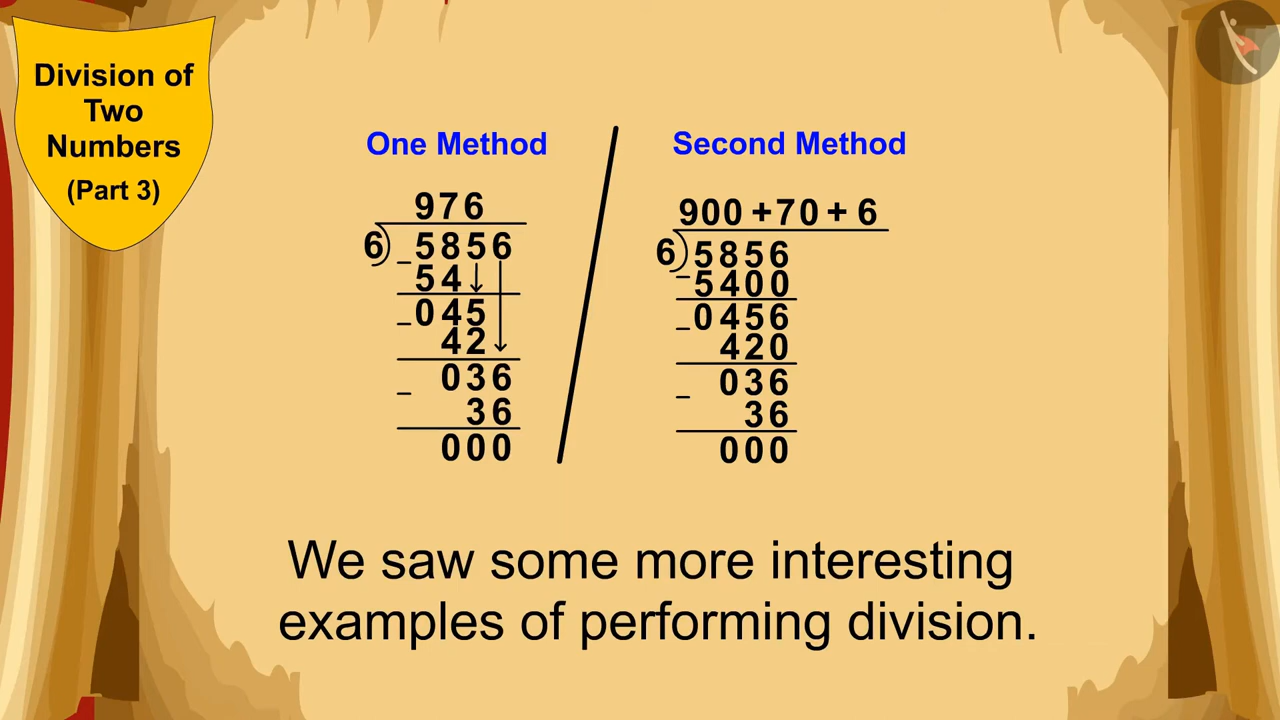 Division of
Two
Numbers
(Part 3)
One Method
976
6)5856
_
54↓
045
_
42↓
036
_
36
000
Second Method
900 +70 + 6
6)5856
_
5400
0456
_
420
036
_
36
000
We saw some more interesting
examples of performing division.